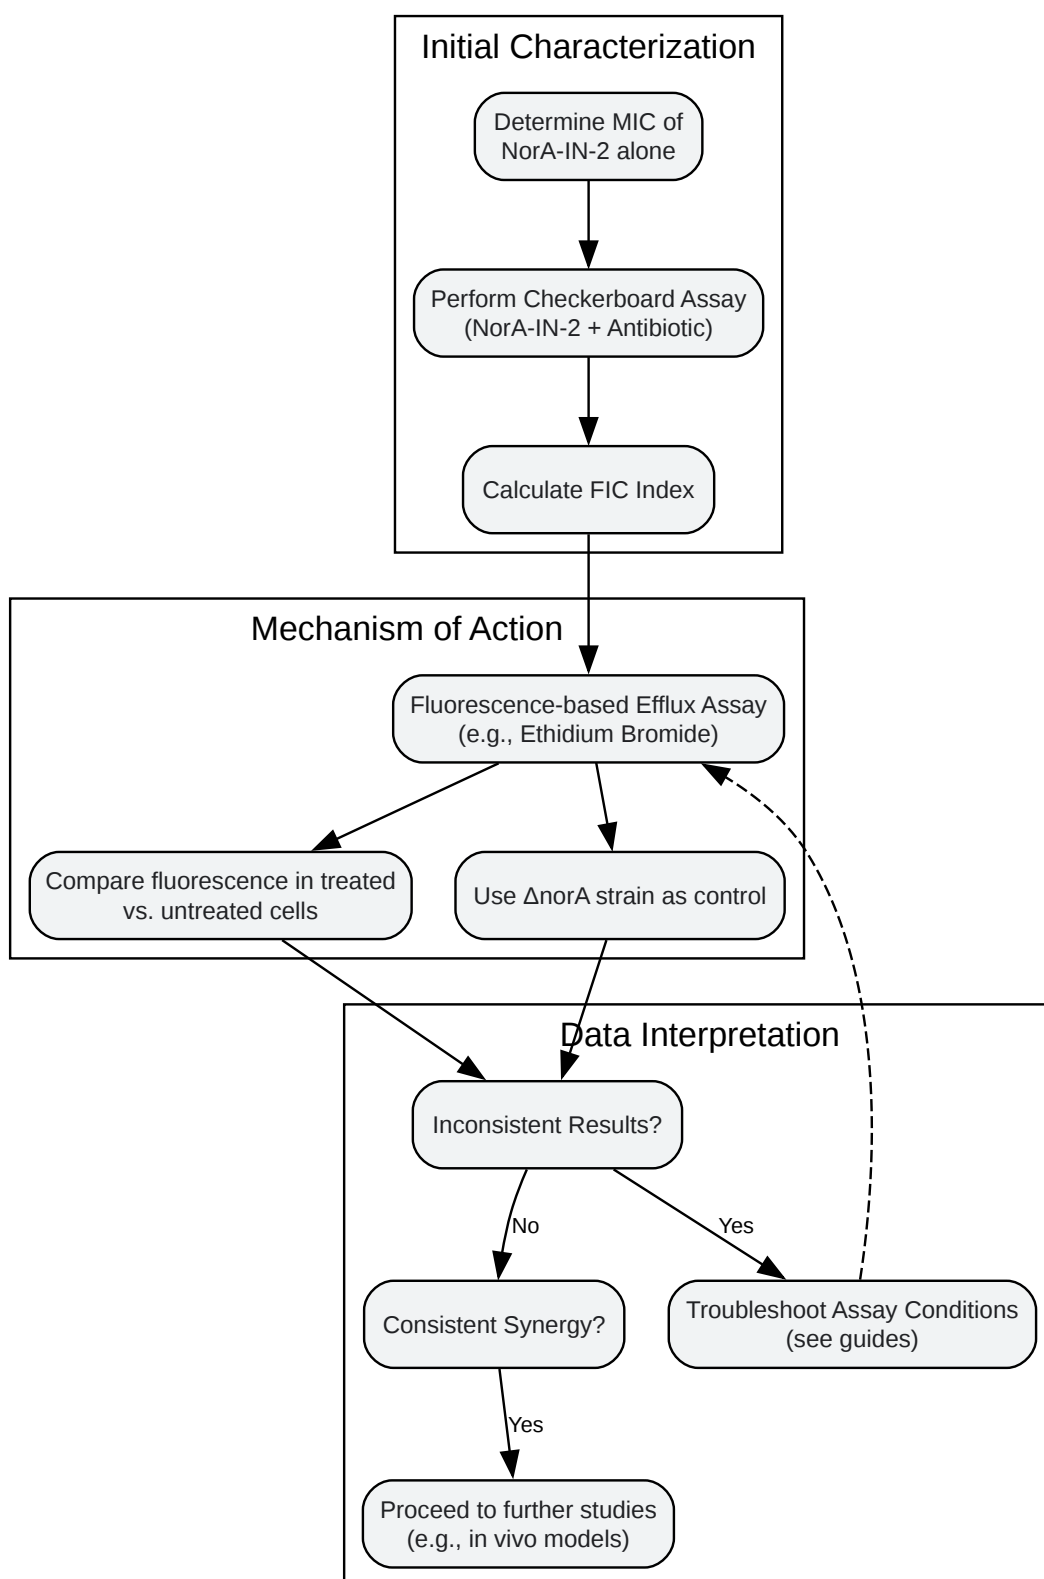 Initial Characterization
Determine MIC of
NorA-IN-2 alone
Perform Checkerboard Assay
(NorA-IN-2 + Antibiotic)
Calculate FIC Index
Mechanism of Action
Fluorescence-based Efflux Assay
(e.g., Ethidium Bromide)
Compare fluorescence in treated
vs. untreated cells
Use ΔnorA strain as control
Data Interpretation
Inconsistent Results?
No
Yes
Consistent Synergy?
Troubleshoot Assay Conditions
(see guides)
Yes
Proceed to further studies
(e.g., in vivo models)